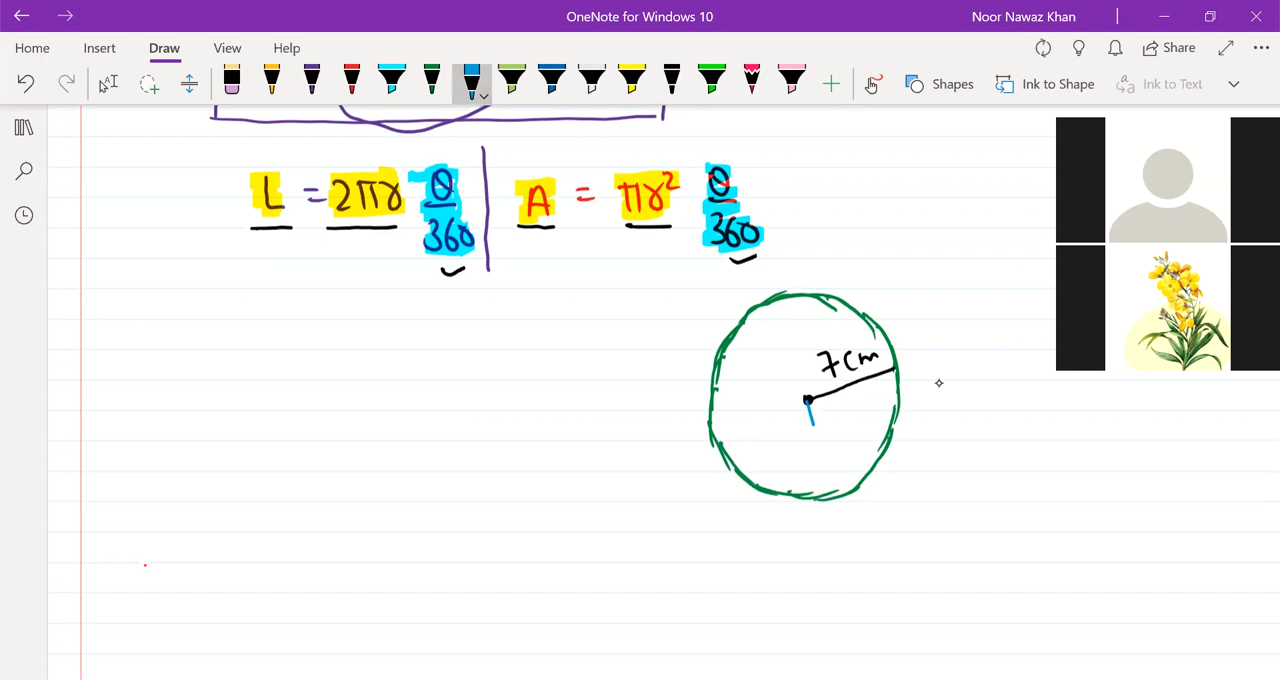 OneNote for Windows 10
Noor Nawaz Khan
Home Insert Draw View Help
Share
Shapes Ink to Shape Ink to Text
L = 2πr θ/360 | A = πr² θ/360
7cm